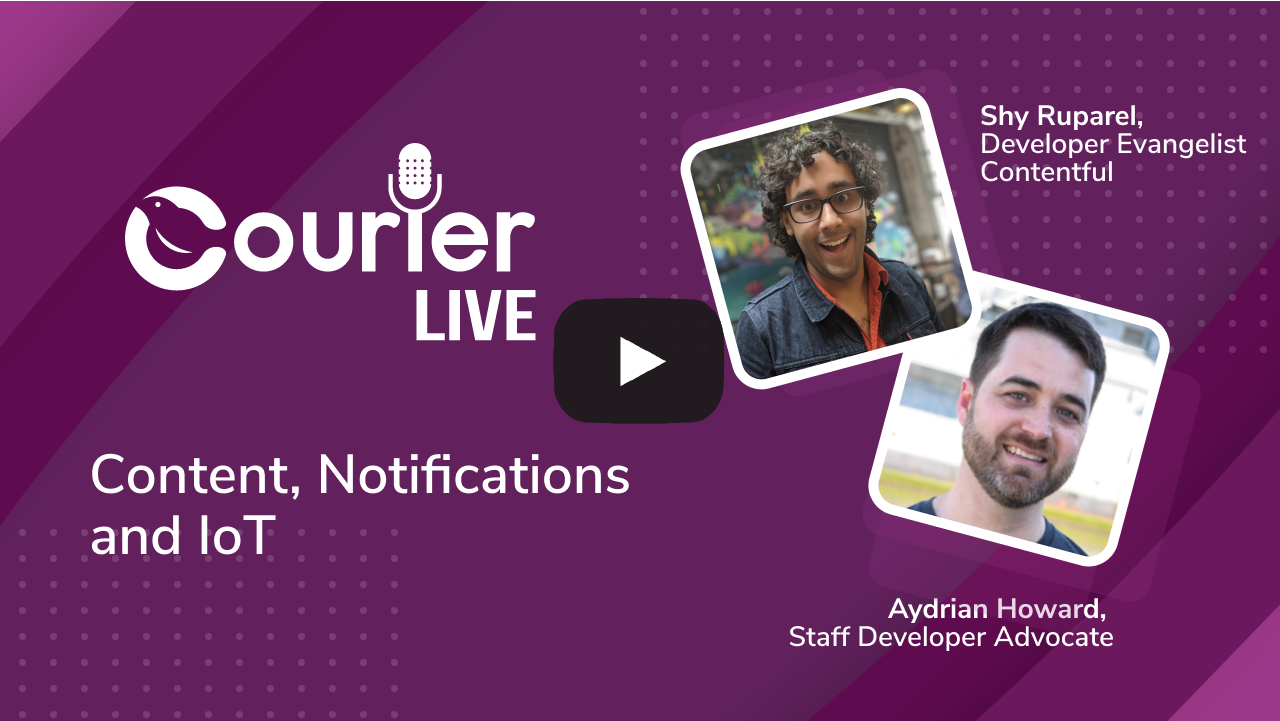 Courier
LIVE
Content, Notifications
and IoT
Shy Ruparel,
Developer Evangelist
Contentful
Aydrian Howard,
Staff Developer Advocate